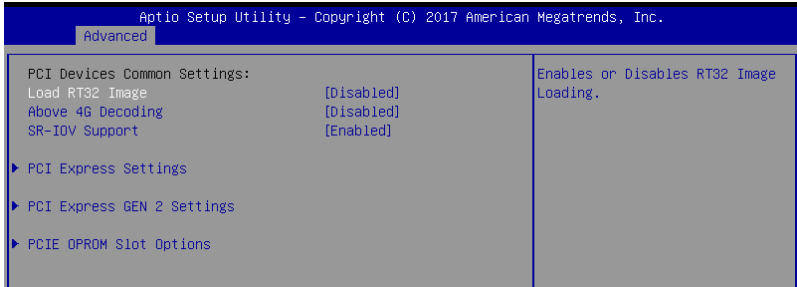 Aptio Setup Utility – Copyright (C) 2017 American Megatrends, Inc.
Advanced
PCI Devices Common Settings:
Load RT32 Image [Disabled]
Above 4G Decoding [Disabled]
SR-IOV Support [Enabled]
PCI Express Settings
PCI Express GEN 2 Settings
PCIE OPROM Slot Options
Enables or Disables RT32 Image
Loading.